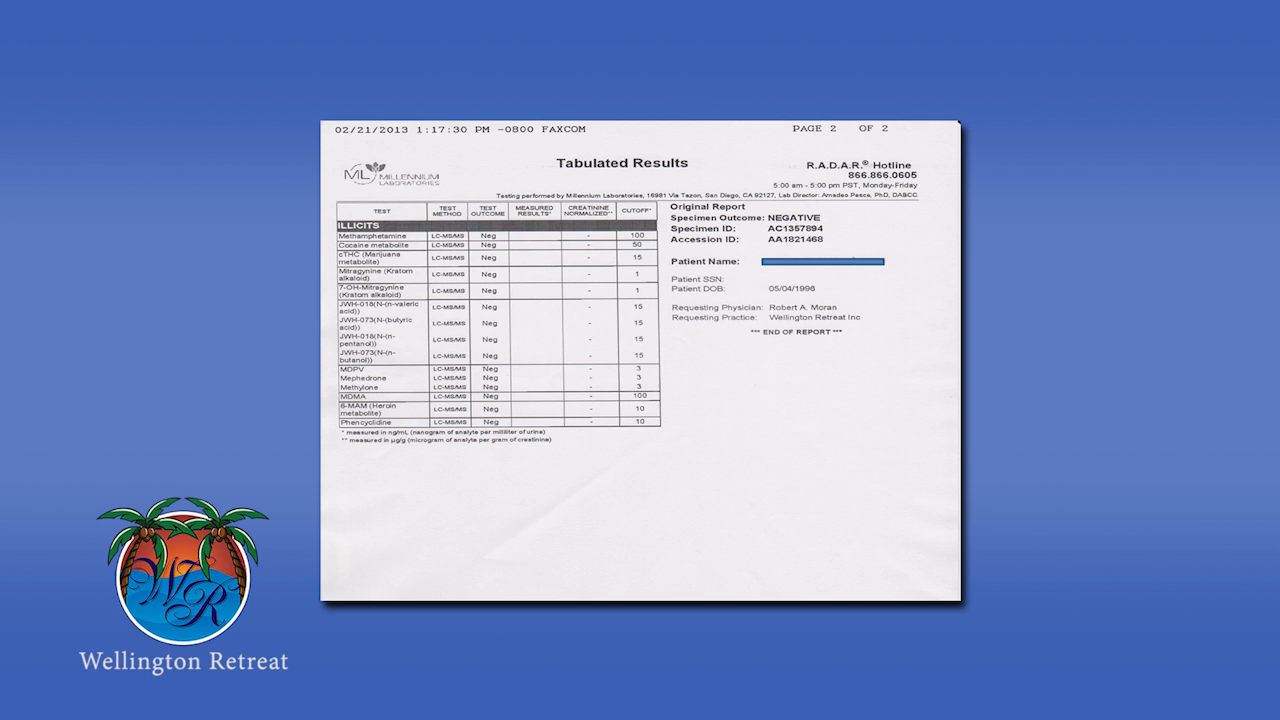 02/21/2013 1:17:30 PM -0800 FAXCOM PAGE 2 OF 2
ML MILLENNIUM LABORATORIES
Tabulated Results
R.A.D.A.R.® Hotline
866.866.0605
5:00 am - 5:00 pm PST, Monday-Friday
Testing performed by Millennium Laboratories, 16981 Via Tazon, San Diego, CA 92127, Lab Director: Amadeo Pesce, PhD, DABCC
TEST TEST METHOD TEST OUTCOME MEASURED RESULTS* CREATININE NORMALIZED** CUTOFF*
ILLICITS
Methamphetamine LC-MS/MS Neg - 100
Cocaine metabolite LC-MS/MS Neg - 50
cTHC (Marijuana metabolite) LC-MS/MS Neg - 15
Mitragynine (Kratom alkaloid) LC-MS/MS Neg - 1
7-OH-Mitragynine (Kratom alkaloid) LC-MS/MS Neg - 1
JWH-018(N-(n-valeric acid)) LC-MS/MS Neg - 15
JWH-073(N-(butyric acid)) LC-MS/MS Neg - 15
JWH-018(N-(n-pentanol)) LC-MS/MS Neg - 15
JWH-073(N-(n-butanol)) LC-MS/MS Neg - 15
MDPV LC-MS/MS Neg - 3
Mephedrone LC-MS/MS Neg - 3
Methylone LC-MS/MS Neg - 3
MDMA LC-MS/MS Neg - 100
6-MAM (Heroin metabolite) LC-MS/MS Neg - 10
Phencyclidine LC-MS/MS Neg - 10
* measured in ng/mL (nanogram of analyte per milliliter of urine)
** measured in µg/g (microgram of analyte per gram of creatinine)
Original Report
Specimen Outcome: NEGATIVE
Specimen ID: AC1357894
Accession ID: AA1821468
Patient Name:
Patient SSN:
Patient DOB: 05/04/1996
Requesting Physician: Robert A. Moran
Requesting Practice: Wellington Retreat Inc
*** END OF REPORT ***
WR
Wellington Retreat